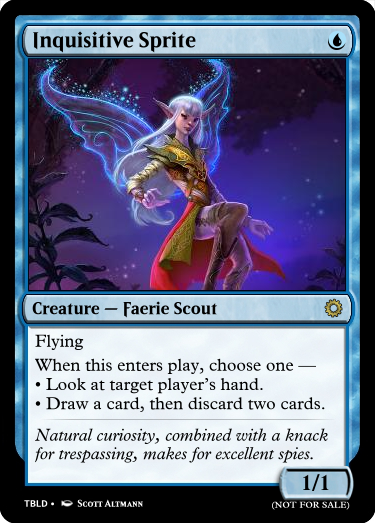 Inquisitive Sprite
Creature — Faerie Scout
Flying
When this enters play, choose one —
• Look at target player's hand.
• Draw a card, then discard two cards.
Natural curiosity, combined with a knack
for trespassing, makes for excellent spies.
1/1
TBLD • Scott Altmann
(NOT FOR SALE)